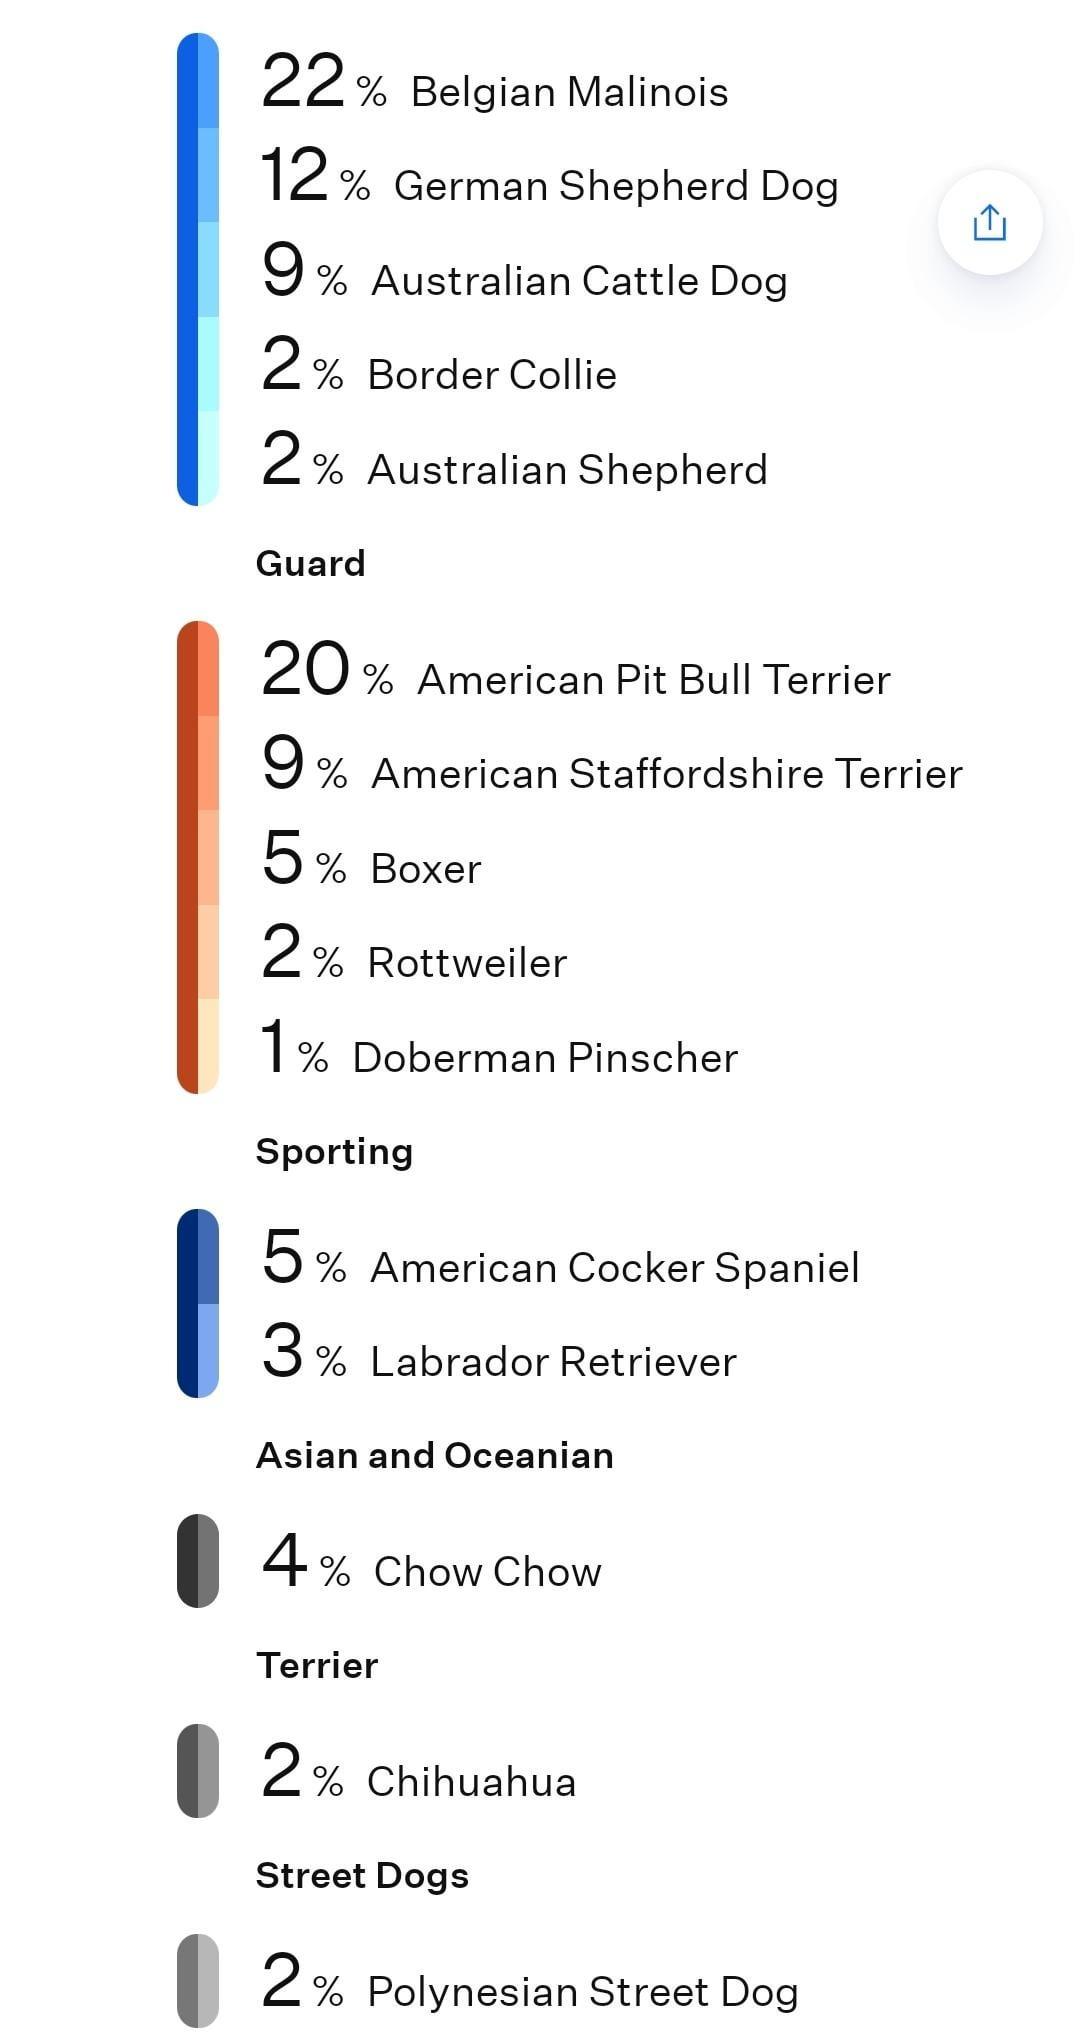 22 % Belgian Malinois
12 % German Shepherd Dog
9 % Australian Cattle Dog
2 % Border Collie
2 % Australian Shepherd
Guard
20 % American Pit Bull Terrier
9 % American Staffordshire Terrier
5 % Boxer
2 % Rottweiler
1 % Doberman Pinscher
Sporting
5 % American Cocker Spaniel
3 % Labrador Retriever
Asian and Oceanian
4 % Chow Chow
Terrier
2 % Chihuahua
Street Dogs
2 % Polynesian Street Dog